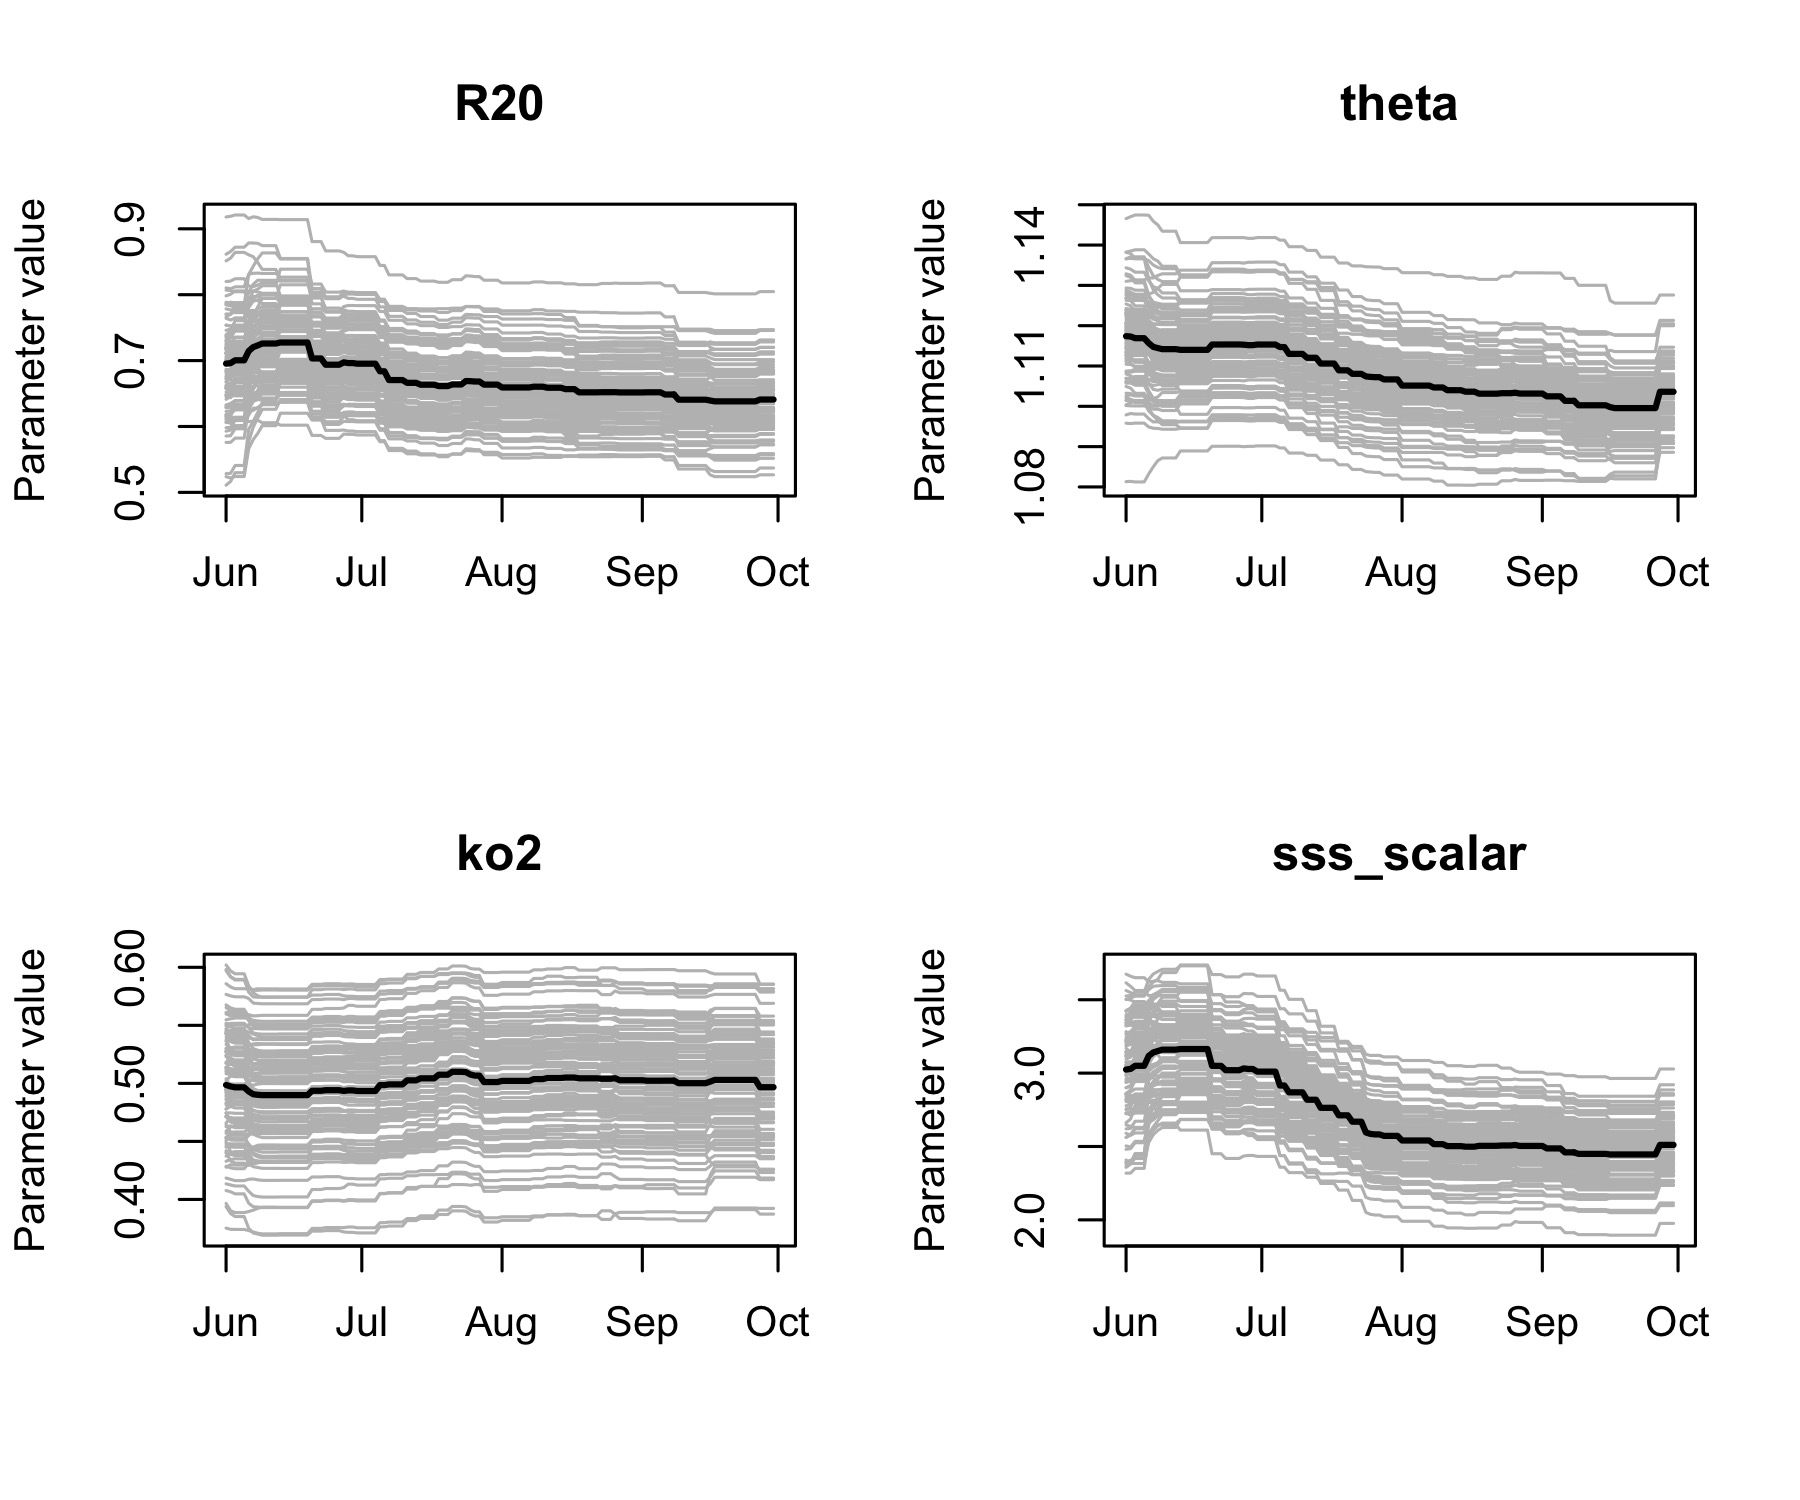 R20
Parameter value
0.9
0.7
0.5
Jun Jul Aug Sep Oct
theta
Parameter value
1.14
1.11
1.08
Jun Jul Aug Sep Oct
ko2
Parameter value
0.60
0.50
0.40
Jun Jul Aug Sep Oct
sss_scalar
Parameter value
3.0
2.0
Jun Jul Aug Sep Oct